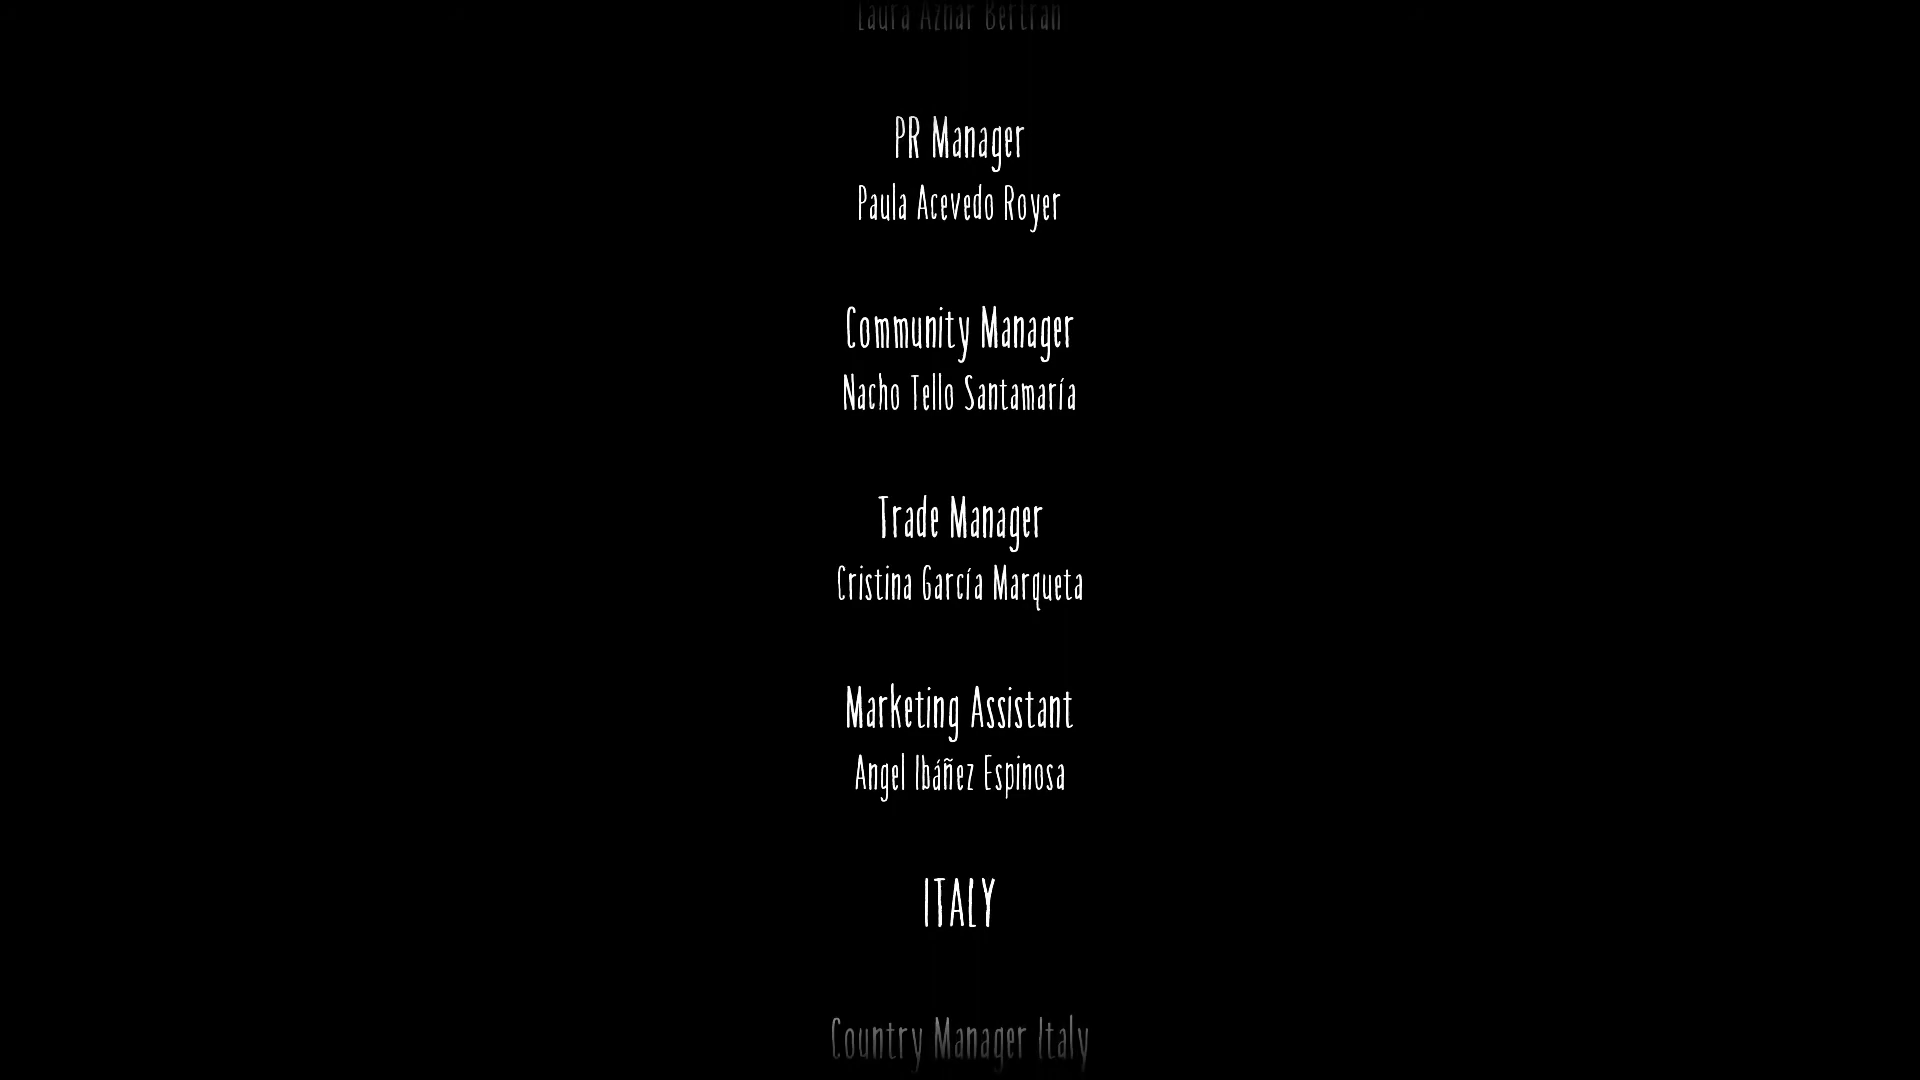 Laura Aznar Bertran
PR Manager
Paula Acevedo Royer
Community Manager
Nacho Tello Santamaría
Trade Manager
Cristina García Marqueta
Marketing Assistant
Angel Ibáñez Espinosa
ITALY
Country Manager Italy